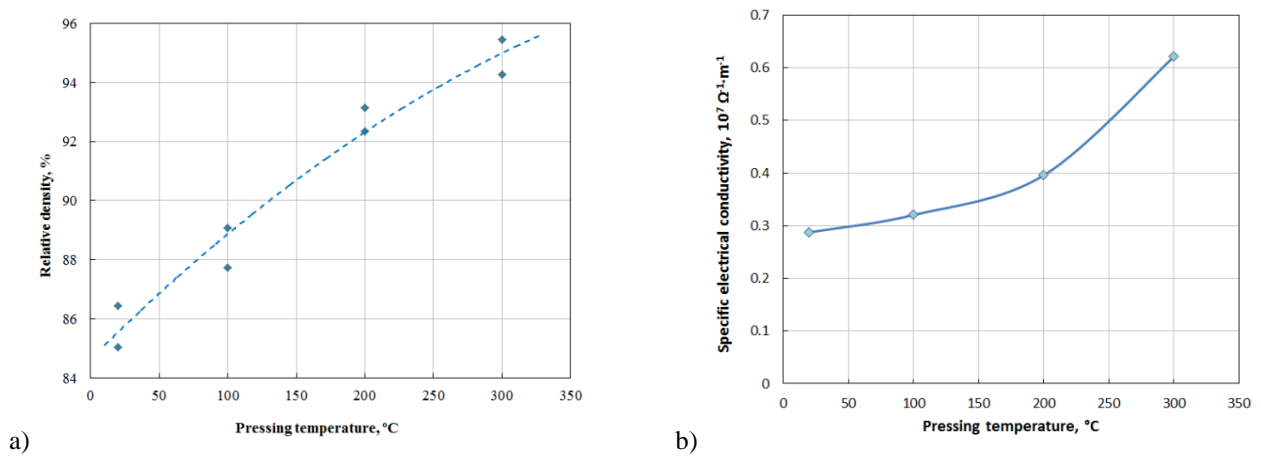 96
94
92
90
88
86
84
Relative density, %
0 50 100 150 200 250 300 350
Pressing temperature, ºC
a)
0.7
0.6
0.5
0.4
0.3
0.2
0.1
0
Specific electrical conductivity, 10⁷ Ω⁻¹·m⁻¹
0 50 100 150 200 250 300 350
Pressing temperature, °C
b)